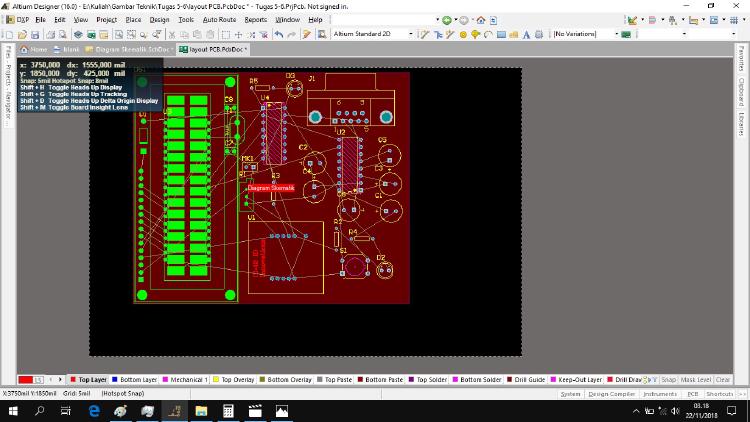 Altium Designer (16.0) - E:\Kuliah\Gambar Teknik\Tugas 5-6\layout PCB.PcbDoc * - Tugas 5-6.PrjPcb. Not signed in.
DXP File Edit View Project Place Design Tools Auto Route Reports Window Help
Altium Standard 2D
[No Variations]
Home blank Diagram Skematik.SchDoc * layout PCB.PcbDoc *
x: 3750,000 dx: 1555,000 mil
y: 1850,000 dy: 425,000 mil
Snap: 5mil Hotspot Snap: 8mil
Shift + H Toggle Heads Up Display
Shift + G Toggle Heads Up Tracking
Shift + D Toggle Heads Up Delta Origin Display
Shift + M Toggle Board Insight Lens
Files
Projects
Navigator
Favorites
Clipboard
Libraries
R5
D3
J1
C8
U4
6
9
1
5
U2
C2
C5
MK1
C3
R3
Diagram Skematik
C1
U1
R2
R4
S1
D2
LS
Top Layer Bottom Layer Mechanical 1 Top Overlay Bottom Overlay Top Paste Bottom Paste Top Solder Bottom Solder Drill Guide Keep-Out Layer Drill Draw
Snap Mask Level Clear
X:3750mil Y:1850mil Grid: 5mil (Hotspot Snap)
System Design Compiler Instruments PCB Shortcuts >>
03.18
22/11/2018